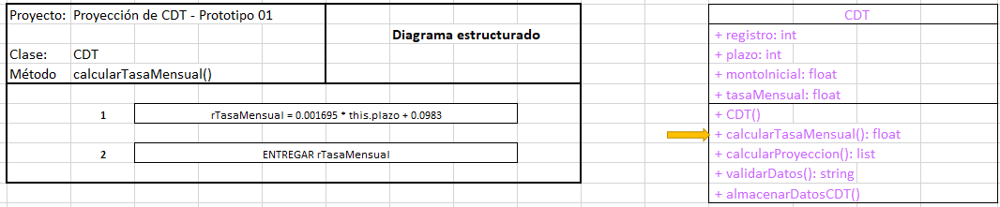 Proyecto: Proyección de CDT - Prototipo 01
Diagrama estructurado
Clase: CDT
Método calcularTasaMensual()
1 rTasaMensual = 0.001695 * this.plazo + 0.0983
2 ENTREGAR rTasaMensual
CDT
+ registro: int
+ plazo: int
+ montoInicial: float
+ tasaMensual: float
+ CDT()
+ calcularTasaMensual(): float
+ calcularProyeccion(): list
+ validarDatos(): string
+ almacenarDatosCDT()